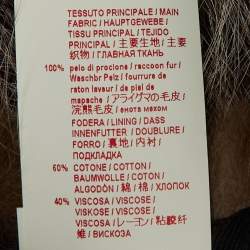 TESSUTO PRINCIPALE / MAIN
FABRIC / HAUPTGEWEBE /
TISSU PRINCIPAL / TEJIDO
PRINCIPAL / 主要生地 / 主要
织物 / ГЛАВНАЯ ТКАНЬ
100% pelo di procione / raccoon fur /
Waschbr Pelz / fourrure de
raton laveur / de piel de
mapache / アライグマの毛皮 /
浣熊毛皮 / енота мехом
FODERA / LINING / DASS
INNENFUTTER / DOUBLURE /
FORRO / 裏地 / 内衬 /
ПОДКЛАДКА
60% COTONE / COTTON /
BAUMWOLLE / COTON /
ALGODÓN / 綿 / 棉 / ХЛОПОК
40% VISCOSA / VISCOSE /
VISKOSE / VISCOSE /
VISCOSA / レーヨン / 粘胶纤
维 / ВИСКОЗА